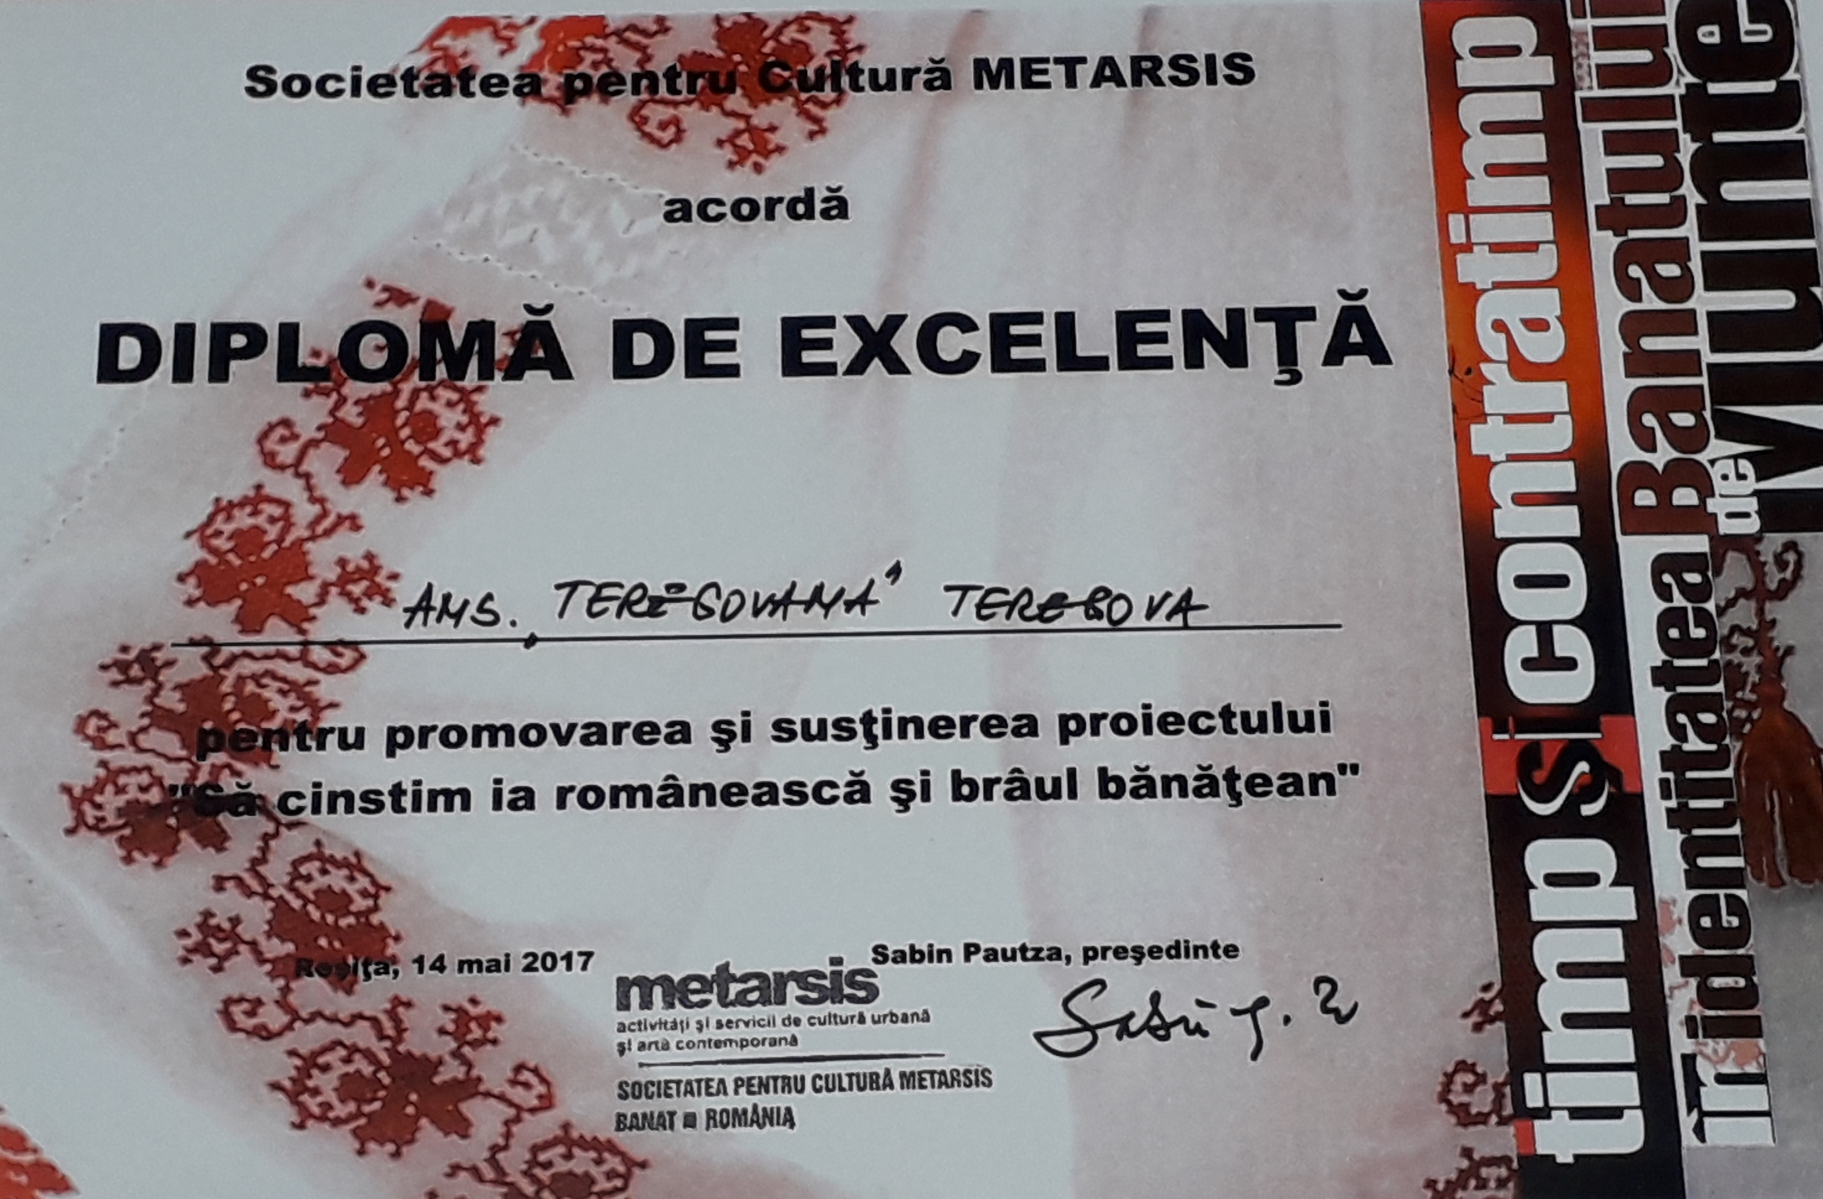 Societatea pentru Cultură METARSIS
acordă
DIPLOMĂ DE EXCELENŢĂ
ANS. TEREGOVANA' TEREGOVA
pentru promovarea şi susţinerea proiectului
"Să cinstim ia românească şi brâul bănăţean"
Reşiţa, 14 mai 2017
Sabin Pautza, preşedinte
metarsis
activităţi şi servicii de cultură urbană
şi artă contemporană
SOCIETATEA PENTRU CULTURĂ METARSIS
BANAT ■ ROMÂNIA
timp şi contratimp
în identitatea Banatului
de Munte